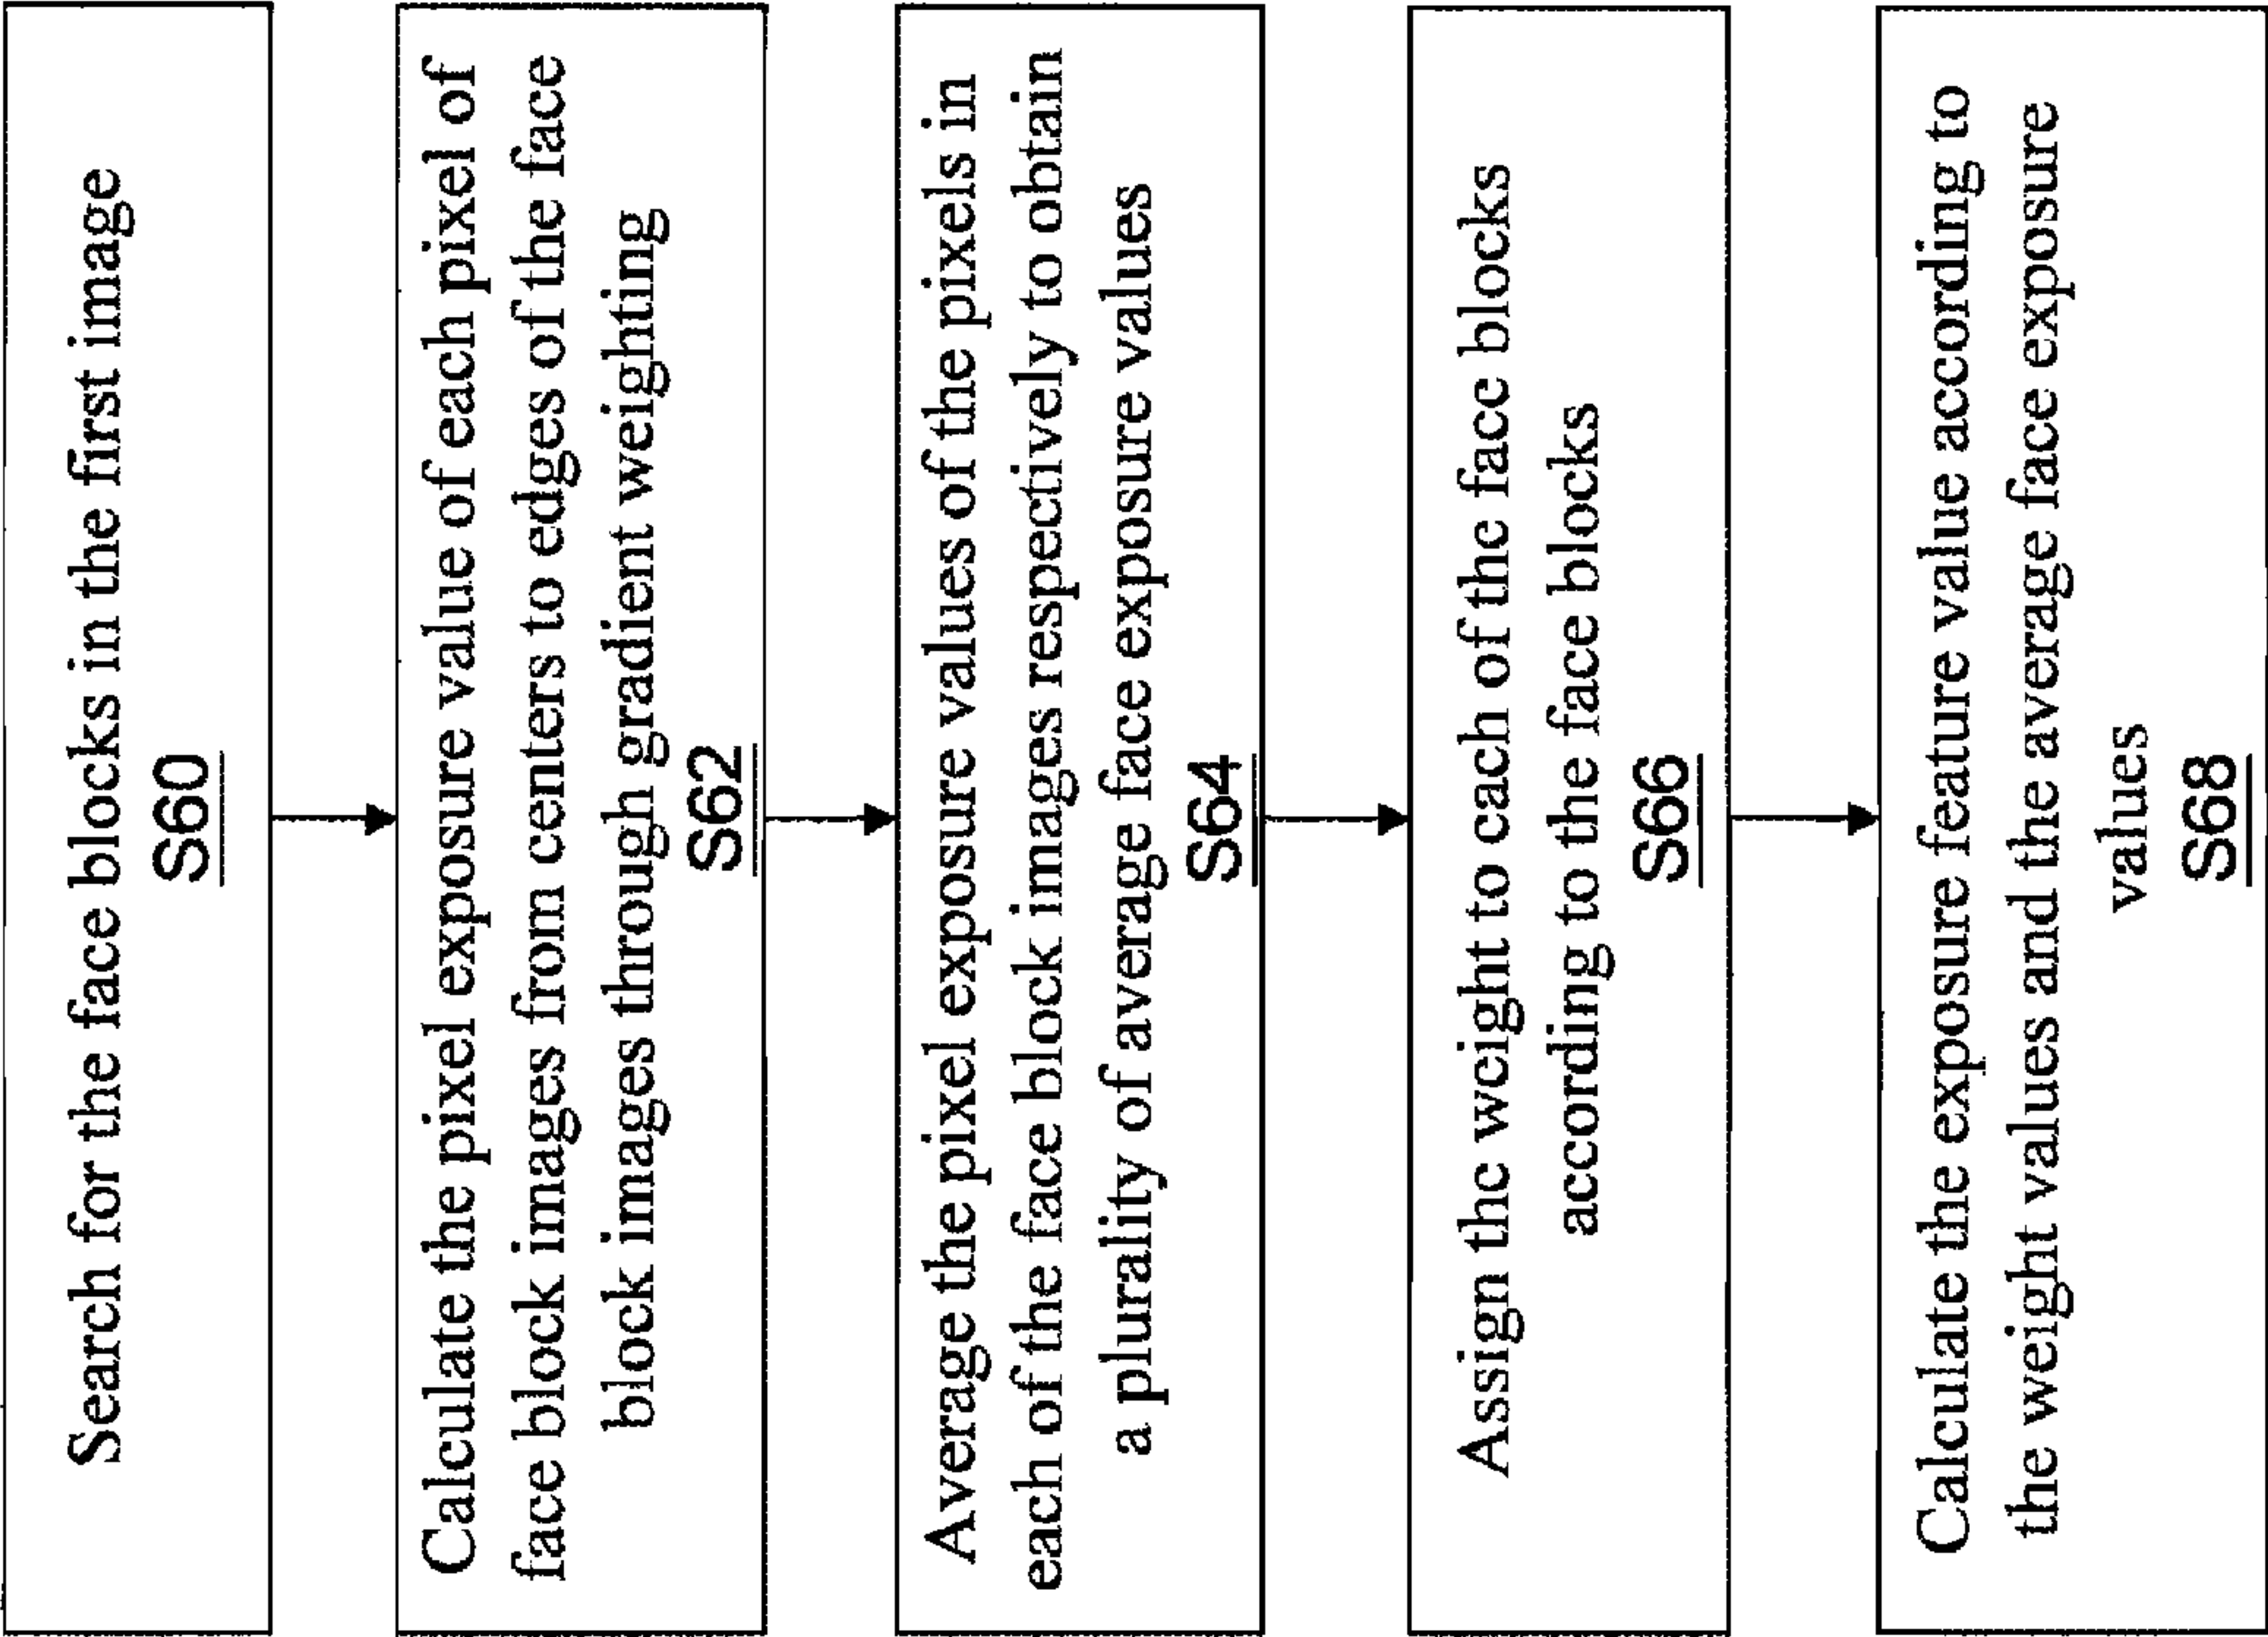 Search for the face blocks in the first image
S60
Calculate the pixel exposure value of each pixel of
face block images from centers to edges of the face
block images through gradient weighting
S62
Average the pixel exposure values of the pixels in
each of the face block images respectively to obtain
a plurality of average face exposure values
S64
Assign the weight to each of the face blocks
according to the face blocks
S66
Calculate the exposure feature value according to
the weight values and the average face exposure
values
S68